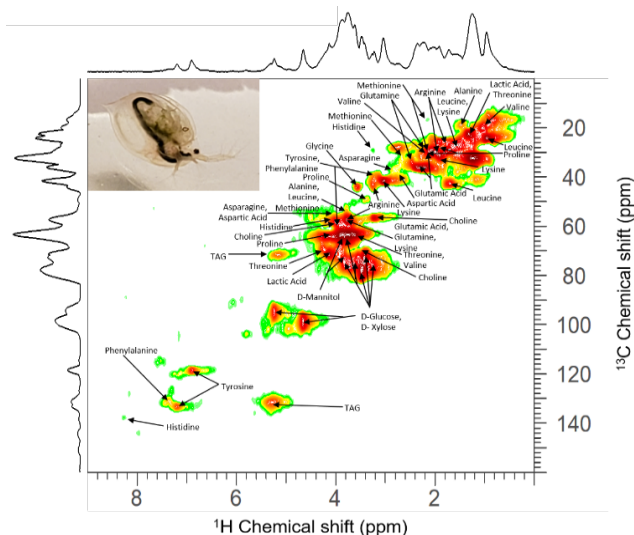 Methionine
Glutamine
Valine
Arginine
Leucine,
Lysine
Alanine
Lactic Acid,
Threonine
Valine
Methionine
Histidine
Glycine
Tyrosine,
Phenylalanine
Asparagine
Proline
Alanine,
Leucine,
Methionine
Leucine
Proline
Lysine
Glutamic Acid
Aspartic Acid
Leucine
Arginine
Lysine
Asparagine,
Aspartic Acid
Histidine
Choline
Proline
TAG
Threonine
Lactic Acid
D-Mannitol
Choline
Glutamic Acid,
Glutamine,
Lysine
Threonine,
Valine
Choline
D-Glucose,
D- Xylose
Phenylalanine
Tyrosine
TAG
Histidine
20
40
60
80
100
120
140
13C Chemical shift (ppm)
8 6 4 2
1H Chemical shift (ppm)